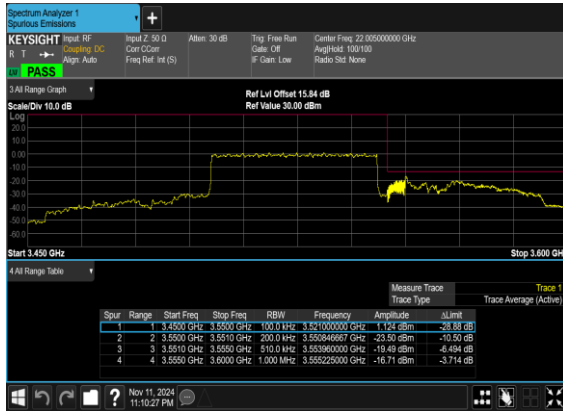 Spectrum Analyzer 1
Spurious Emissions
+
KEYSIGHT Input: RF Input Z: 50 Ω Atten: 30 dB Trig: Free Run Center Freq: 22.005000000 GHz
R T Coupling: DC Corr CCorr Gate: Off Avg|Hold: 100/100
Align: Auto Freq Ref: Int (S) IF Gain: Low Radio Std: None
PASS
3 All Range Graph
Ref Lvl Offset 15.84 dB
Scale/Div 10.0 dB Ref Value 30.00 dBm
Log
20.0
10.0
0.00
-10.0
-20.0
-30.0
-40.0
-50.0
-60.0
Start 3.450 GHz Stop 3.600 GH
4 All Range Table
Measure Trace Trace 1
Trace Type Trace Average (Active)
Spur Range Start Freq Stop Freq RBW Frequency Amplitude ΔLimit
1 1 3.4500 GHz 3.5500 GHz 100.0 kHz 3.521000000 GHz 1.124 dBm -28.88 dB
2 2 3.5500 GHz 3.5510 GHz 200.0 kHz 3.550846667 GHz -23.50 dBm -10.50 dB
3 3 3.5510 GHz 3.5550 GHz 510.0 kHz 3.553960000 GHz -19.49 dBm -6.494 dB
4 4 3.5550 GHz 3.6000 GHz 1.000 MHz 3.555225000 GHz -16.71 dBm -3.714 dB
? Nov 11, 2024
11:10:27 PM